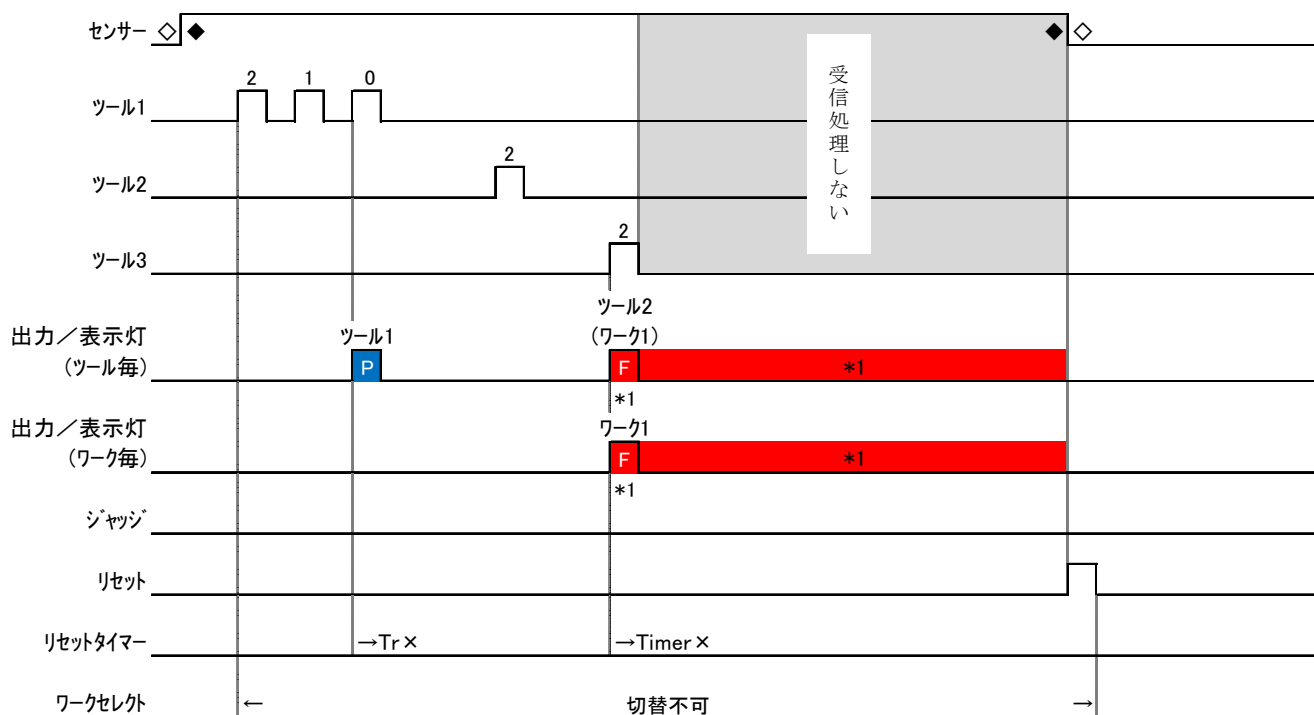 センサー ◇ ◆ ◆ ◇
受信処理しない
2 1 0
ツール1
2
ツール2
2
ツール3
ツール2
出力／表示灯 ツール1 (ワーク1)
(ツール毎) P F *1
*1
出力／表示灯 ワーク1
(ワーク毎) F *1
*1
ジャッジ
リセット
リセットタイマー →Tr× →Timer×
ワークセレクト ← 切替不可 →